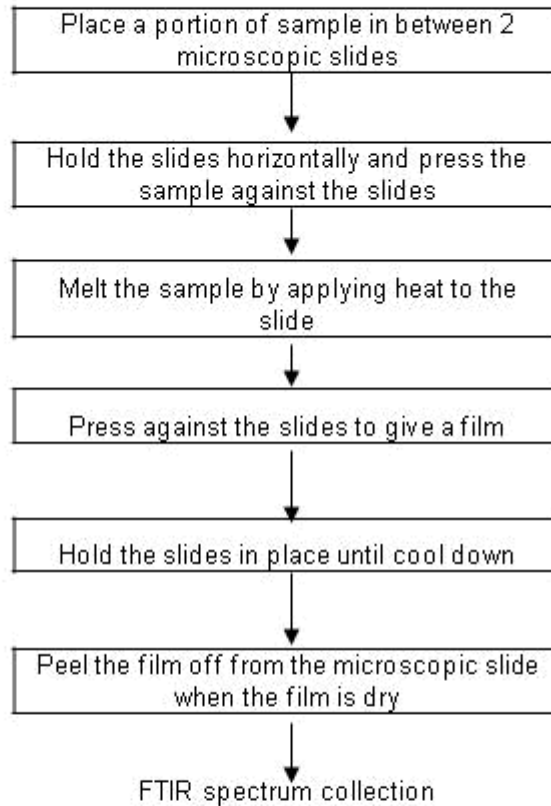 Place a portion of sample in between 2
microscopic slides
Hold the slides horizontally and press the
sample against the slides
Melt the sample by applying heat to the
slide
Press against the slides to give a film
Hold the slides in place until cool down
Peel the film off from the microscopic slide
when the film is dry
FTIR spectrum collection